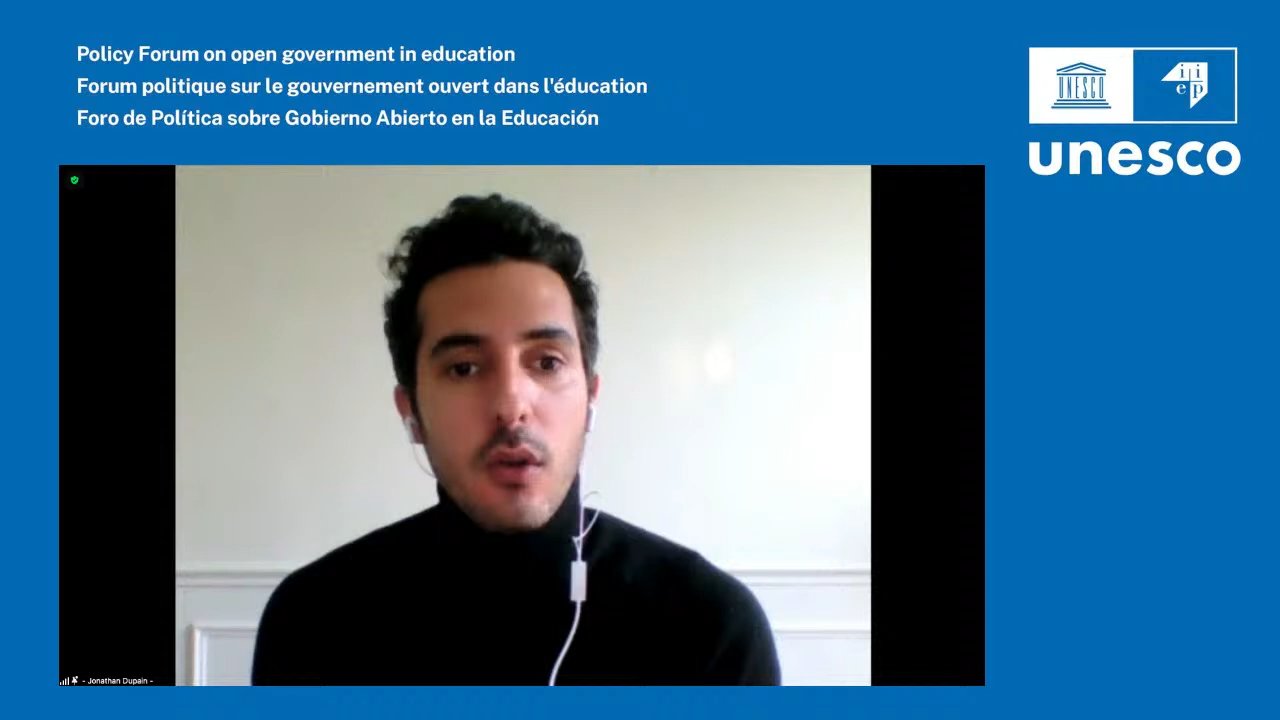 Policy Forum on open government in education
Forum politique sur le gouvernement ouvert dans l'éducation
Foro de Política sobre Gobierno Abierto en la Educación
UNESCO
i i
e p
unesco
- Jonathan Dupain -